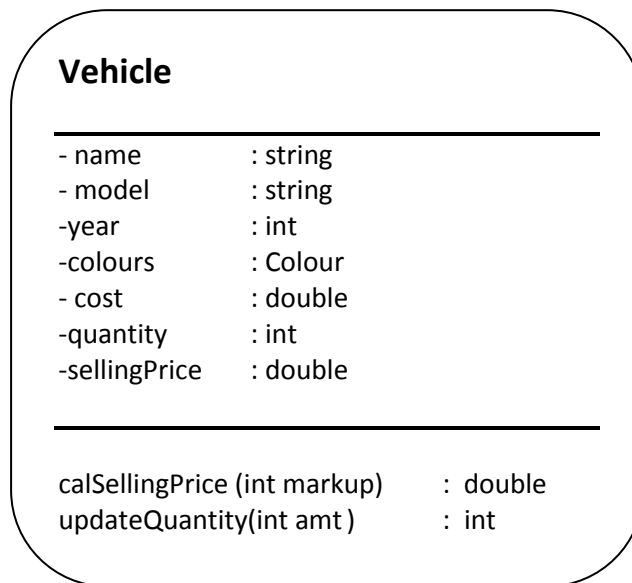 Vehicle
- name : string
- model : string
-year : int
-colours : Colour
- cost : double
-quantity : int
-sellingPrice : double
calSellingPrice (int markup) : double
updateQuantity(int amt ) : int